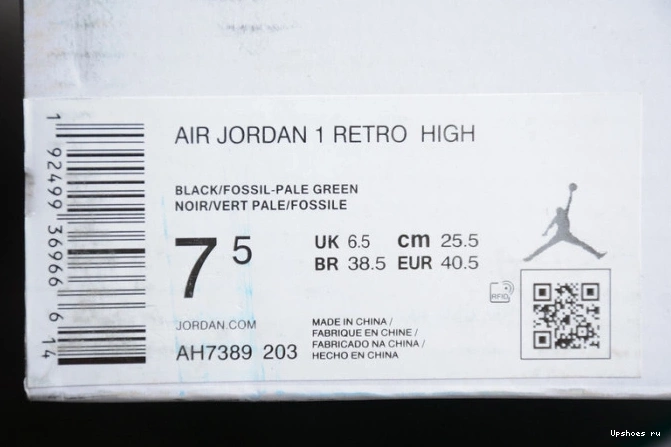 AIR JORDAN 1 RETRO HIGH
BLACK/FOSSIL-PALE GREEN
NOIR/VERT PALE/FOSSILE
7 5
UK 6.5 cm 25.5
BR 38.5 EUR 40.5
RFID
JORDAN.COM
AH7389 203
MADE IN CHINA /
FABRIQUE EN CHINE /
FABRICADO NA CHINA /
HECHO EN CHINA
1 92499 36966 6 14
Upshoes ru